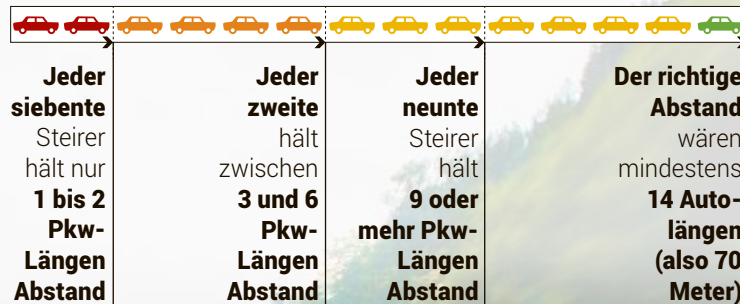 Jeder
siebente
Steirer
hält nur
1 bis 2
Pkw-
Längen
Abstand
Jeder
zweite
hält
zwischen
3 und 6
Pkw-
Längen
Abstand
Jeder
neunte
Steirer
hält
9 oder
mehr Pkw-
Längen
Abstand
Der richtige
Abstand
wären
mindestens
14 Auto-
längen
(also 70
Meter)